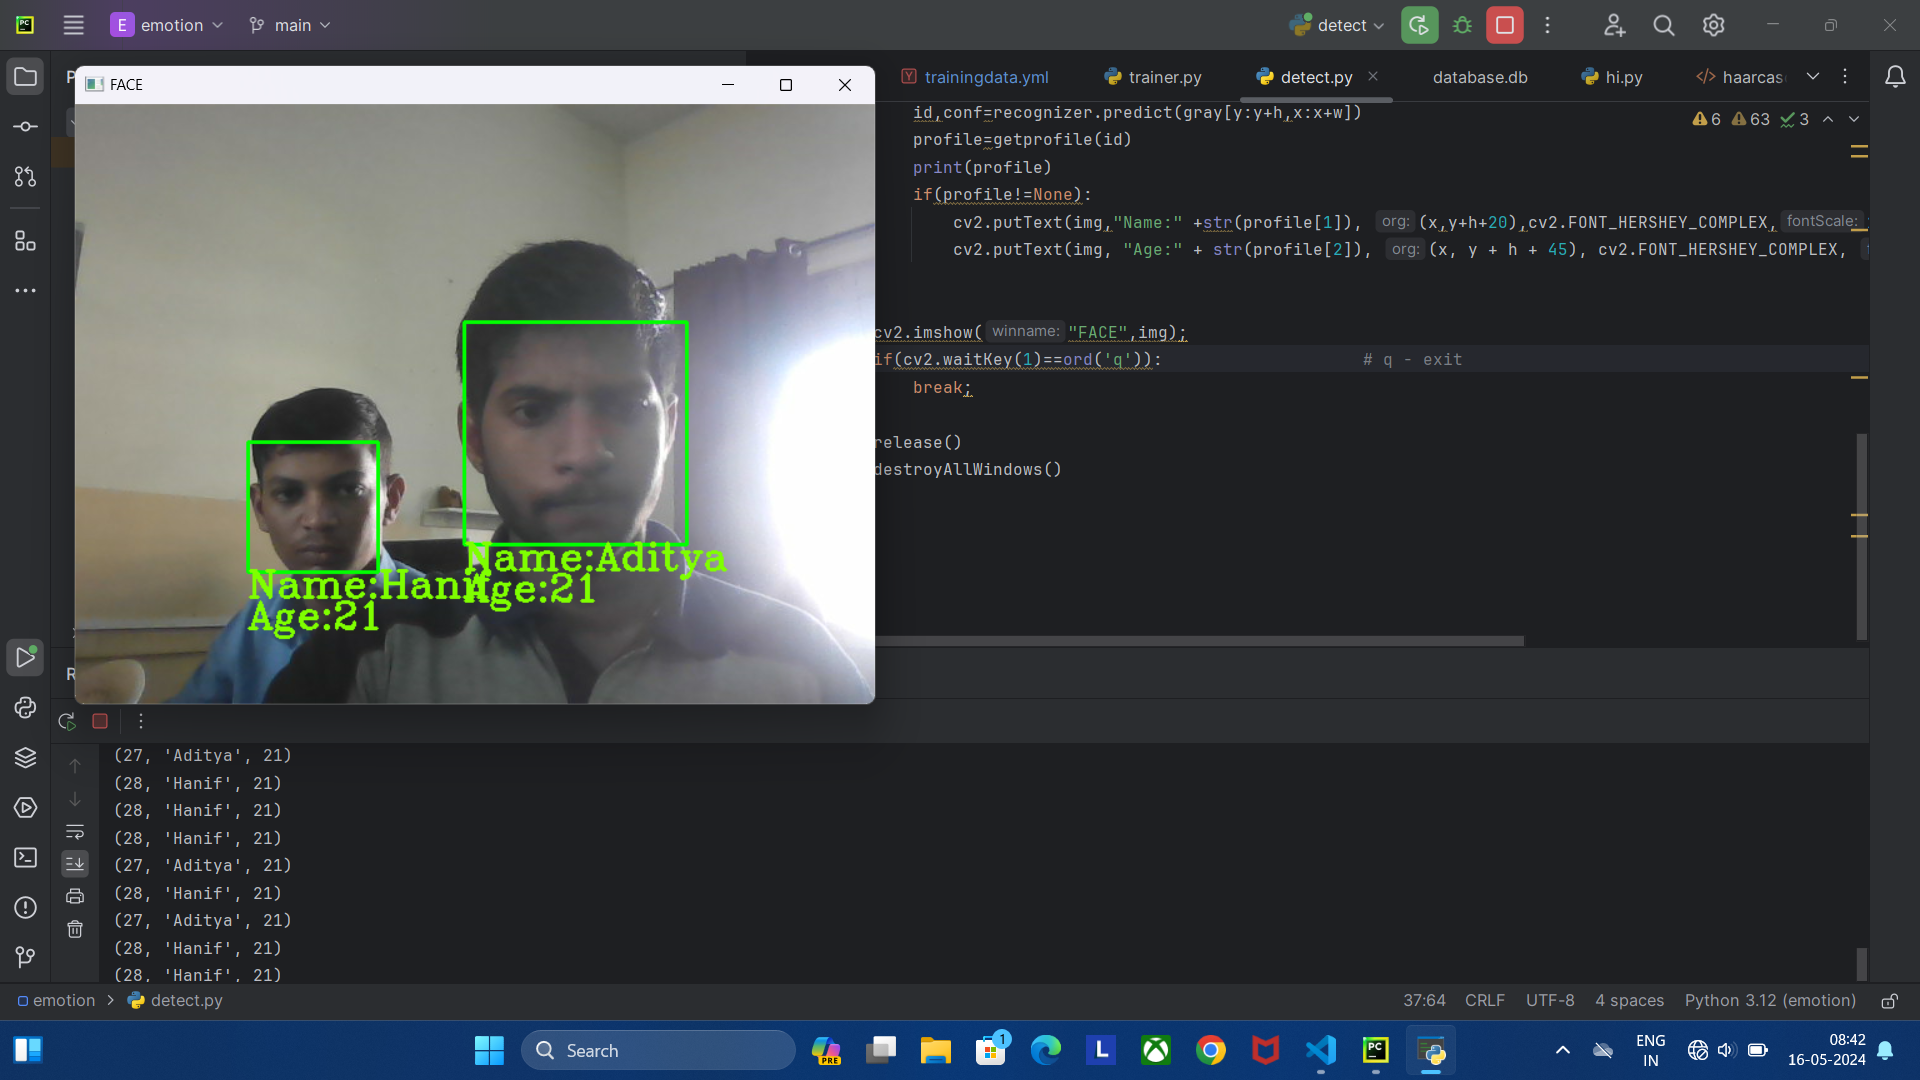 PC
E emotion
main
detect
P
FACE
trainingdata.yml
trainer.py
detect.py
database.db
hi.py
</> haarcas
id,conf=recognizer.predict(gray[y:y+h,x:x+w])
6 63 3
profile=getprofile(id)
print(profile)
if(profile!=None):
cv2.putText(img,"Name:" +str(profile[1]), org: (x,y+h+20),cv2.FONT_HERSHEY_COMPLEX, fontScale:
cv2.putText(img, "Age:" + str(profile[2]), org: (x, y + h + 45), cv2.FONT_HERSHEY_COMPLEX,
cv2.imshow( winname: "FACE",img);
if(cv2.waitKey(1)==ord('q')): # q - exit
break;
release()
destroyAllWindows()
Name:Aditya
Age:21
Name:Hanif
Age:21
R
(27, 'Aditya', 21)
(28, 'Hanif', 21)
(28, 'Hanif', 21)
(28, 'Hanif', 21)
(27, 'Aditya', 21)
(28, 'Hanif', 21)
(27, 'Aditya', 21)
(28, 'Hanif', 21)
(28, 'Hanif', 21)
emotion > detect.py
37:64 CRLF UTF-8 4 spaces Python 3.12 (emotion)
Search
PRE
1
L
PC
ENG
IN
08:42
16-05-2024